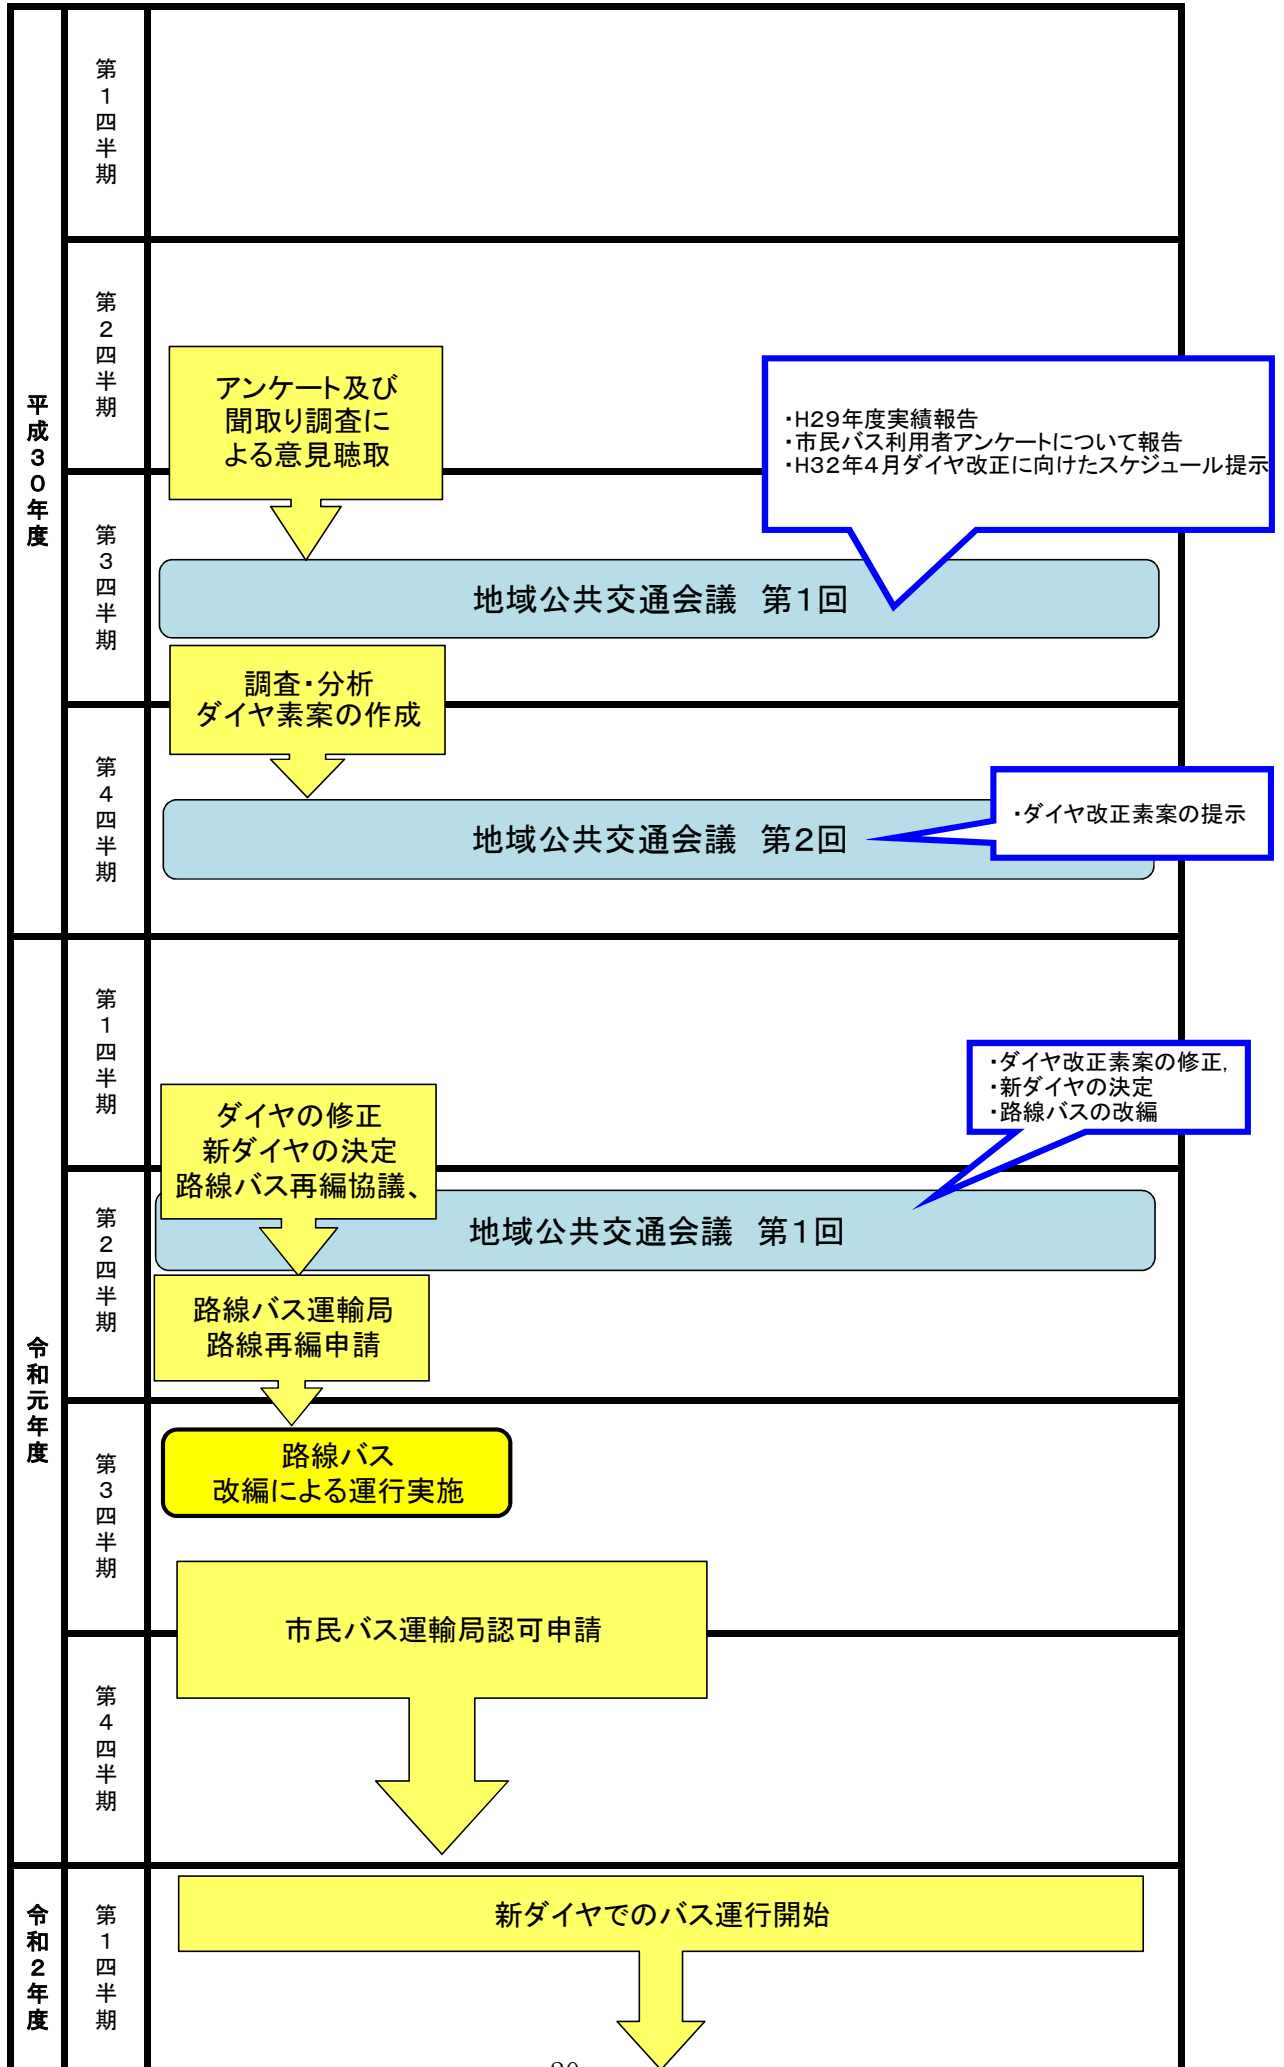 平成30年度
第1四半期
第2四半期
アンケート及び
聞取り調査に
よる意見聴取
・H29年度実績報告
・市民バス利用者アンケートについて報告
・H32年4月ダイヤ改正に向けたスケジュール提示
第3四半期
地域公共交通会議 第1回
調査・分析
ダイヤ素案の作成
第4四半期
地域公共交通会議 第2回
・ダイヤ改正素案の提示
令和元年度
第1四半期
・ダイヤ改正素案の修正,
・新ダイヤの決定
・路線バスの改編
ダイヤの修正
新ダイヤの決定
路線バス再編協議、
第2四半期
地域公共交通会議 第1回
路線バス運輸局
路線再編申請
第3四半期
路線バス
改編による運行実施
市民バス運輸局認可申請
第4四半期
令和2年度
第1四半期
新ダイヤでのバス運行開始